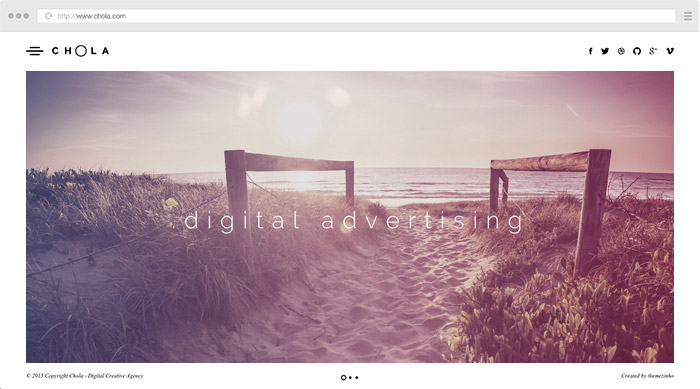 http://www.chola.com
CHOLA
digital advertising
© 2015 Copyright Chola - Digital Creative Agency
Created by themezinho